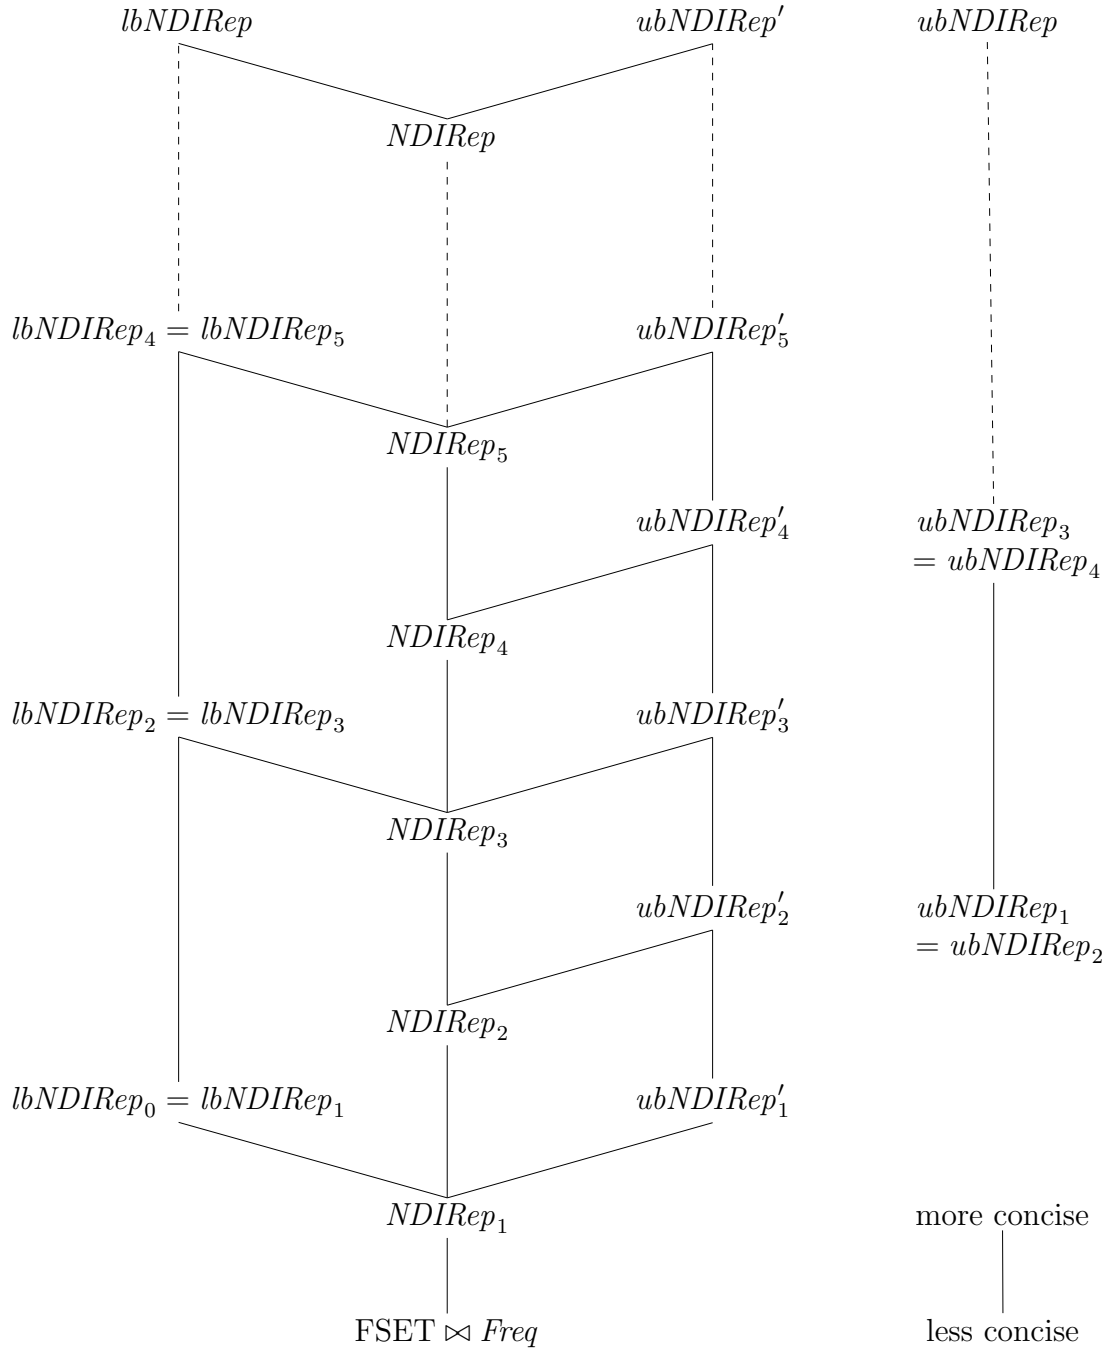 lbNDIRep ubNDIRep′ ubNDIRep
NDIRep
lbNDIRep₄ = lbNDIRep₅ ubNDIRep′₅
NDIRep₅
ubNDIRep′₄ ubNDIRep₃
= ubNDIRep₄
NDIRep₄
lbNDIRep₂ = lbNDIRep₃ ubNDIRep′₃
NDIRep₃
ubNDIRep′₂ ubNDIRep₁
= ubNDIRep₂
NDIRep₂
lbNDIRep₀ = lbNDIRep₁ ubNDIRep′₁
NDIRep₁ more concise
FSET ⋈ Freq less concise